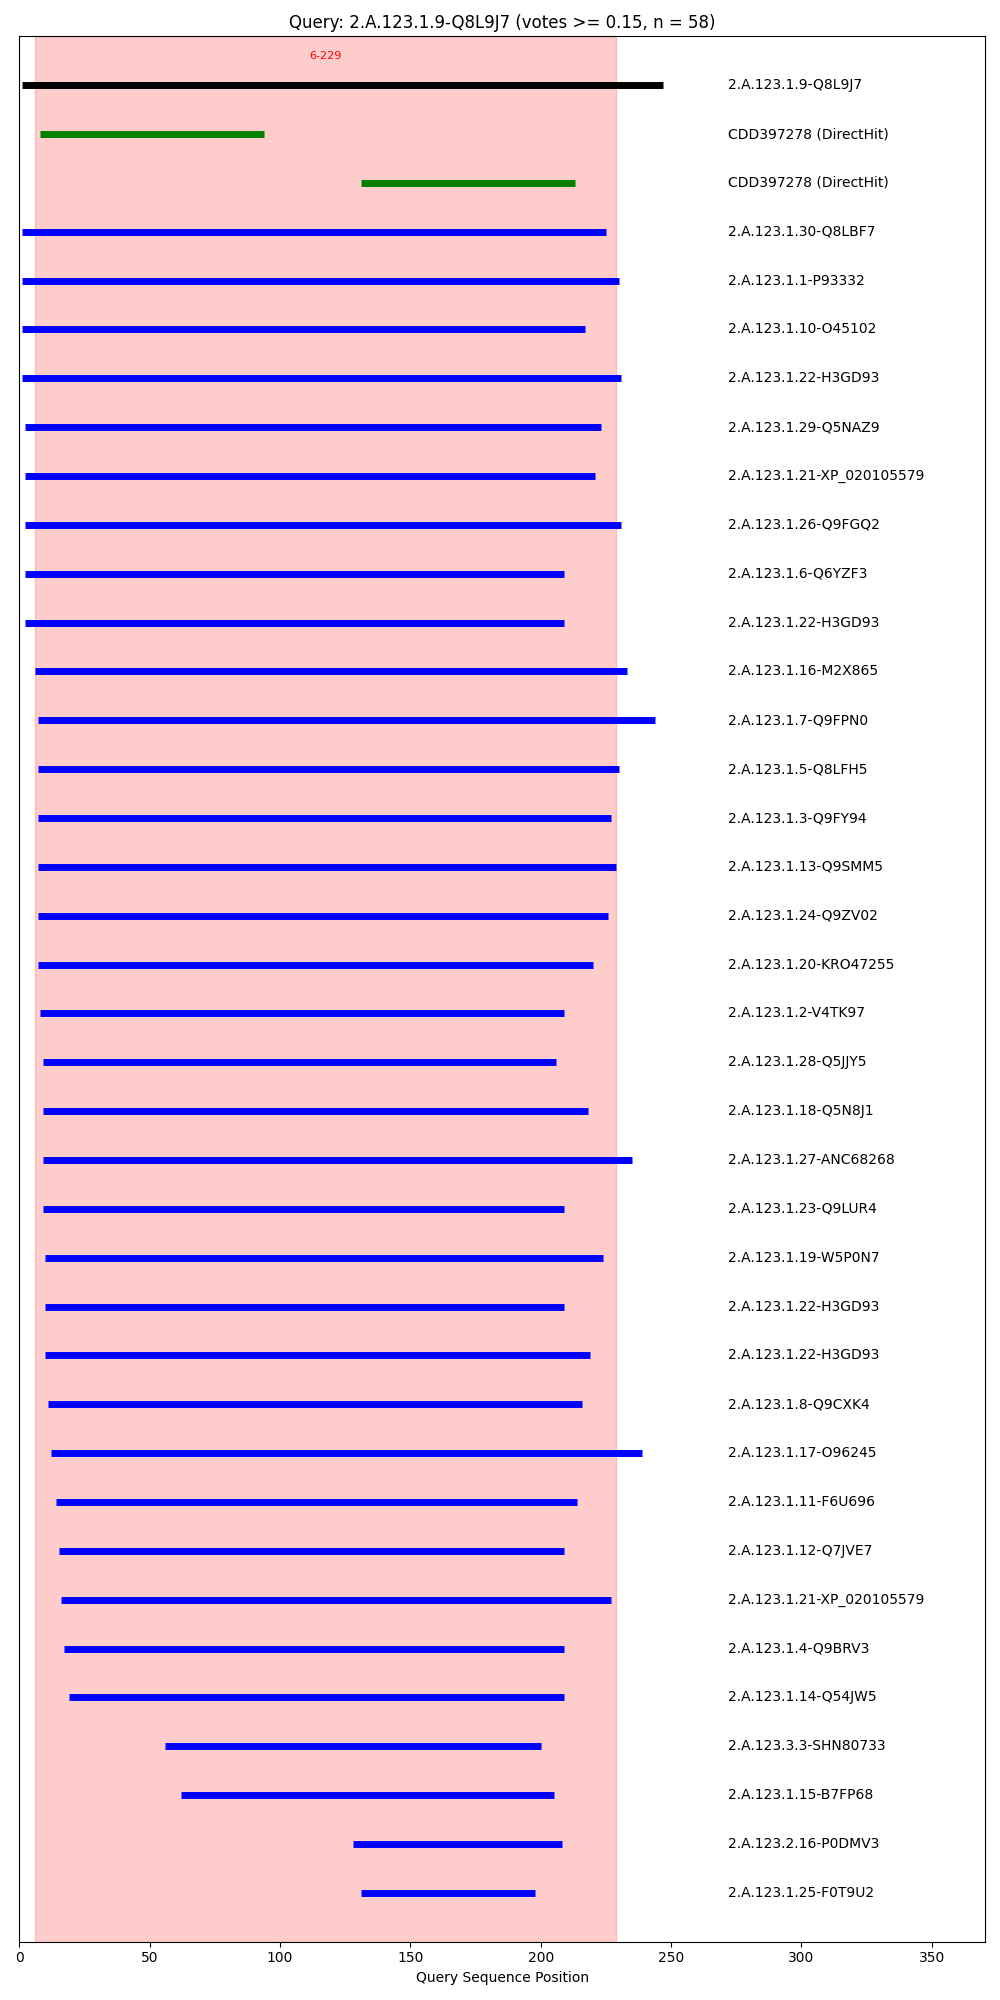 Query: 2.A.123.1.9-Q8L9J7 (votes >= 0.15, n = 58)
6-229
2.A.123.1.9-Q8L9J7
CDD397278 (DirectHit)
CDD397278 (DirectHit)
2.A.123.1.30-Q8LBF7
2.A.123.1.1-P93332
2.A.123.1.10-O45102
2.A.123.1.22-H3GD93
2.A.123.1.29-Q5NAZ9
2.A.123.1.21-XP_020105579
2.A.123.1.26-Q9FGQ2
2.A.123.1.6-Q6YZF3
2.A.123.1.22-H3GD93
2.A.123.1.16-M2X865
2.A.123.1.7-Q9FPN0
2.A.123.1.5-Q8LFH5
2.A.123.1.3-Q9FY94
2.A.123.1.13-Q9SMM5
2.A.123.1.24-Q9ZV02
2.A.123.1.20-KRO47255
2.A.123.1.2-V4TK97
2.A.123.1.28-Q5JJY5
2.A.123.1.18-Q5N8J1
2.A.123.1.27-ANC68268
2.A.123.1.23-Q9LUR4
2.A.123.1.19-W5P0N7
2.A.123.1.22-H3GD93
2.A.123.1.22-H3GD93
2.A.123.1.8-Q9CXK4
2.A.123.1.17-O96245
2.A.123.1.11-F6U696
2.A.123.1.12-Q7JVE7
2.A.123.1.21-XP_020105579
2.A.123.1.4-Q9BRV3
2.A.123.1.14-Q54JW5
2.A.123.3.3-SHN80733
2.A.123.1.15-B7FP68
2.A.123.2.16-P0DMV3
2.A.123.1.25-F0T9U2
0 50 100 150 200 250 300 350
Query Sequence Position